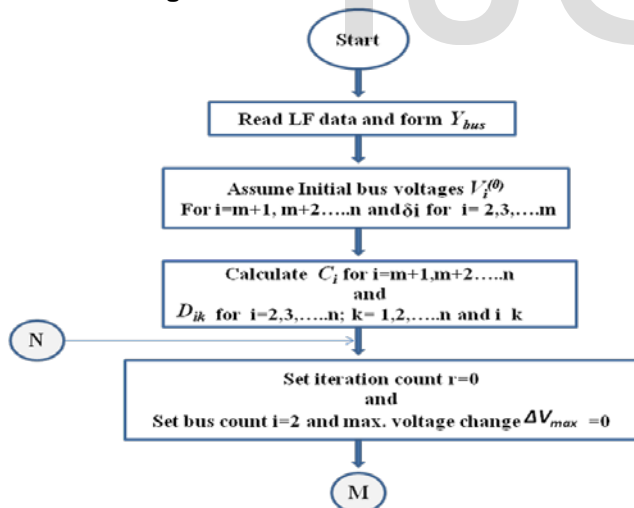 Start
Read LF data and form Y_bus
Assume Initial bus voltages V_i^(0)
For i=m+1, m+2.....n and δi for i= 2,3,....m
Calculate C_i for i=m+1,m+2.....n
and
D_ik for i=2,3,.....n; k= 1,2,.....n and i k
N
Set iteration count r=0
and
Set bus count i=2 and max. voltage change ΔV_max =0
M